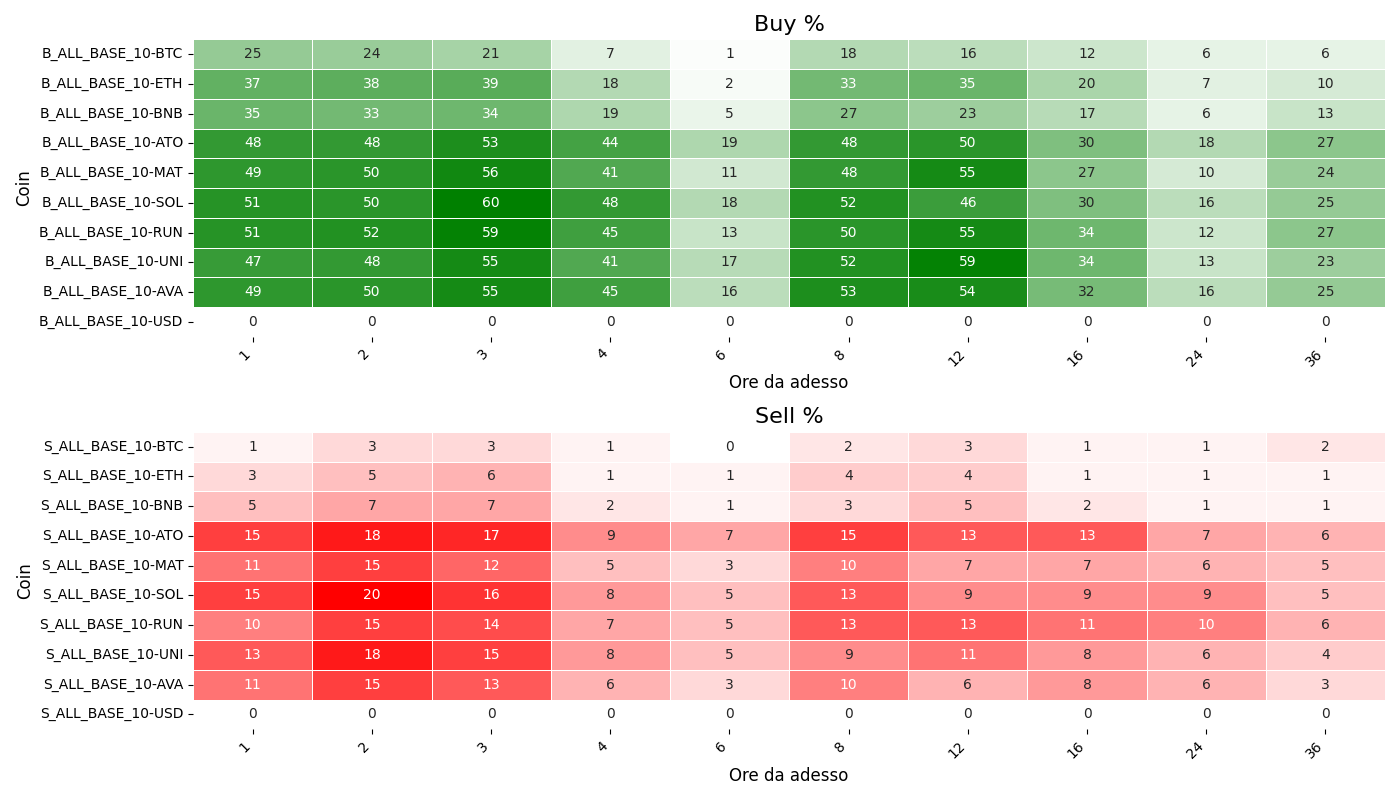 Buy %
Coin
B_ALL_BASE_10-BTC 25 24 21 7 1 18 16 12 6 6
B_ALL_BASE_10-ETH 37 38 39 18 2 33 35 20 7 10
B_ALL_BASE_10-BNB 35 33 34 19 5 27 23 17 6 13
B_ALL_BASE_10-ATO 48 48 53 44 19 48 50 30 18 27
B_ALL_BASE_10-MAT 49 50 56 41 11 48 55 27 10 24
B_ALL_BASE_10-SOL 51 50 60 48 18 52 46 30 16 25
B_ALL_BASE_10-RUN 51 52 59 45 13 50 55 34 12 27
B_ALL_BASE_10-UNI 47 48 55 41 17 52 59 34 13 23
B_ALL_BASE_10-AVA 49 50 55 45 16 53 54 32 16 25
B_ALL_BASE_10-USD 0 0 0 0 0 0 0 0 0 0
1 2 3 4 6 8 12 16 24 36
Ore da adesso
Sell %
Coin
S_ALL_BASE_10-BTC 1 3 3 1 0 2 3 1 1 2
S_ALL_BASE_10-ETH 3 5 6 1 1 4 4 1 1 1
S_ALL_BASE_10-BNB 5 7 7 2 1 3 5 2 1 1
S_ALL_BASE_10-ATO 15 18 17 9 7 15 13 13 7 6
S_ALL_BASE_10-MAT 11 15 12 5 3 10 7 7 6 5
S_ALL_BASE_10-SOL 15 20 16 8 5 13 9 9 9 5
S_ALL_BASE_10-RUN 10 15 14 7 5 13 13 11 10 6
S_ALL_BASE_10-UNI 13 18 15 8 5 9 11 8 6 4
S_ALL_BASE_10-AVA 11 15 13 6 3 10 6 8 6 3
S_ALL_BASE_10-USD 0 0 0 0 0 0 0 0 0 0
1 2 3 4 6 8 12 16 24 36
Ore da adesso